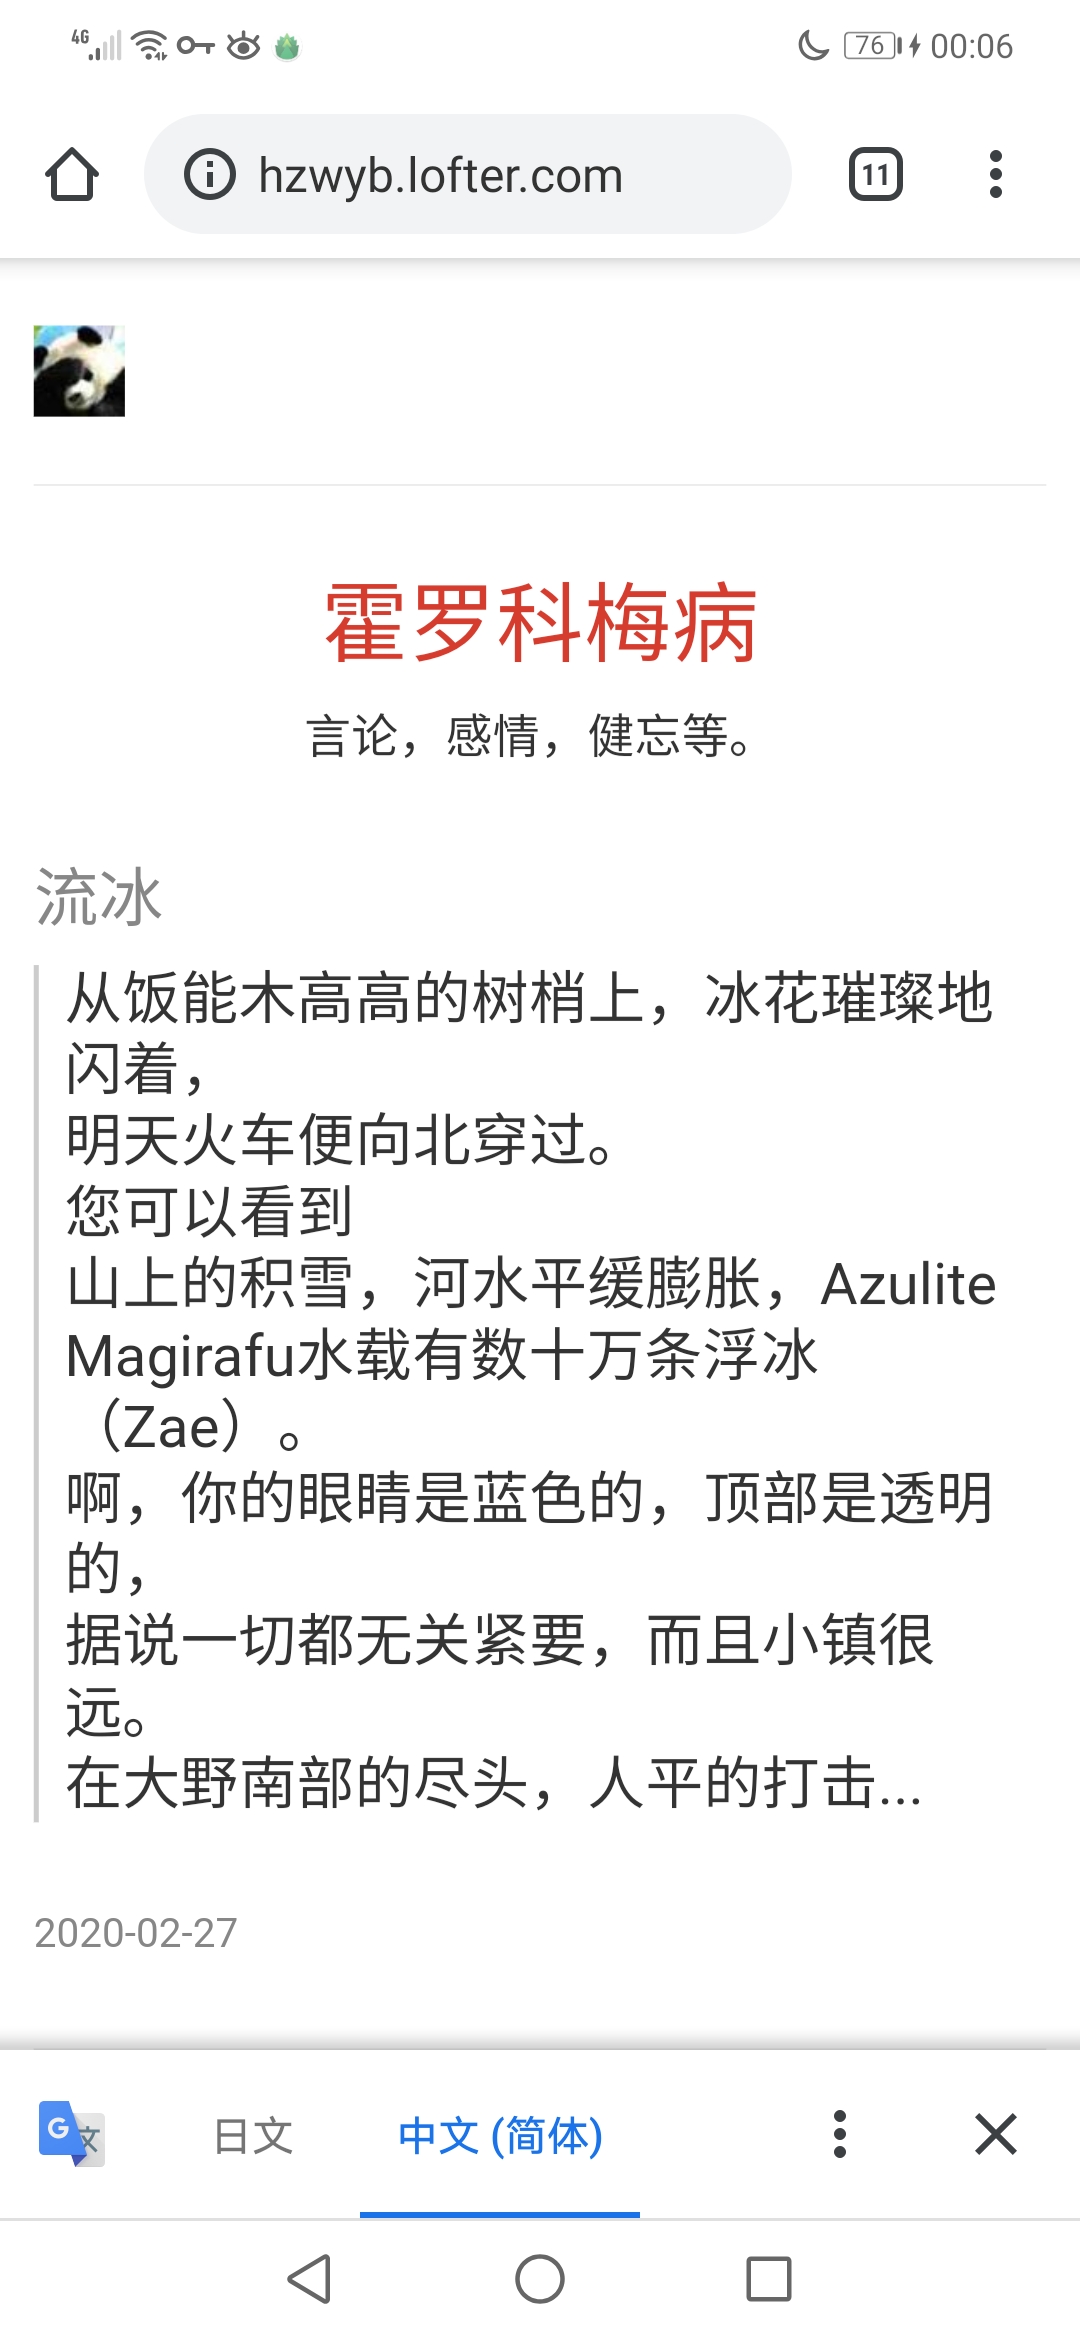 4G 76 00:06
hzwyb.lofter.com 11
霍罗科梅病
言论，感情，健忘等。
流冰
从饭能木高高的树梢上，冰花璀璨地
闪着，
明天火车便向北穿过。
您可以看到
山上的积雪，河水平缓膨胀，Azulite
Magirafu水载有数十万条浮冰
（Zae）。
啊，你的眼睛是蓝色的，顶部是透明
的，
据说一切都无关紧要，而且小镇很
远。
在大野南部的尽头，人平的打击...
2020-02-27
G 文 日文 中文 (简体)